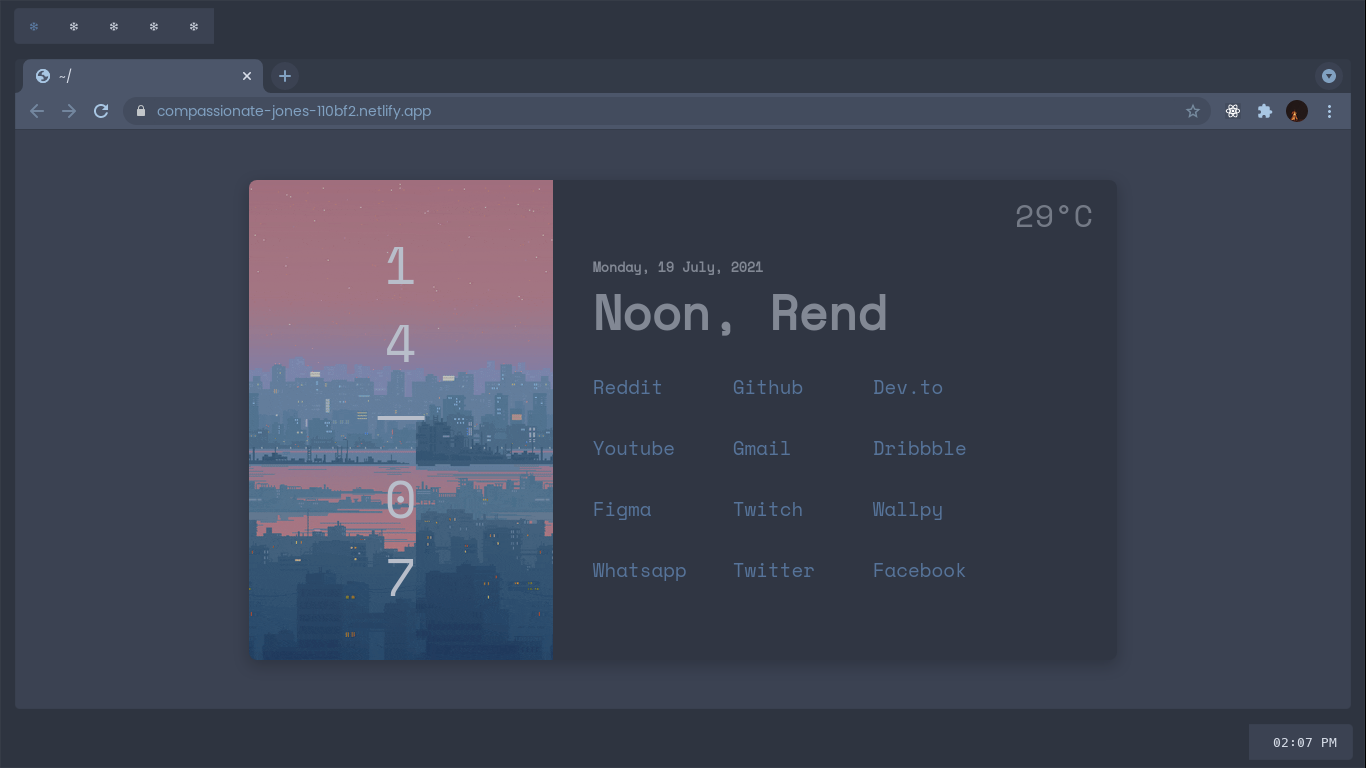 ~/
compassionate-jones-110bf2.netlify.app
1
4
0
7
29°C
Monday, 19 July, 2021
Noon, Rend
Reddit Github Dev.to
Youtube Gmail Dribbble
Figma Twitch Wallpy
Whatsapp Twitter Facebook
02:07 PM